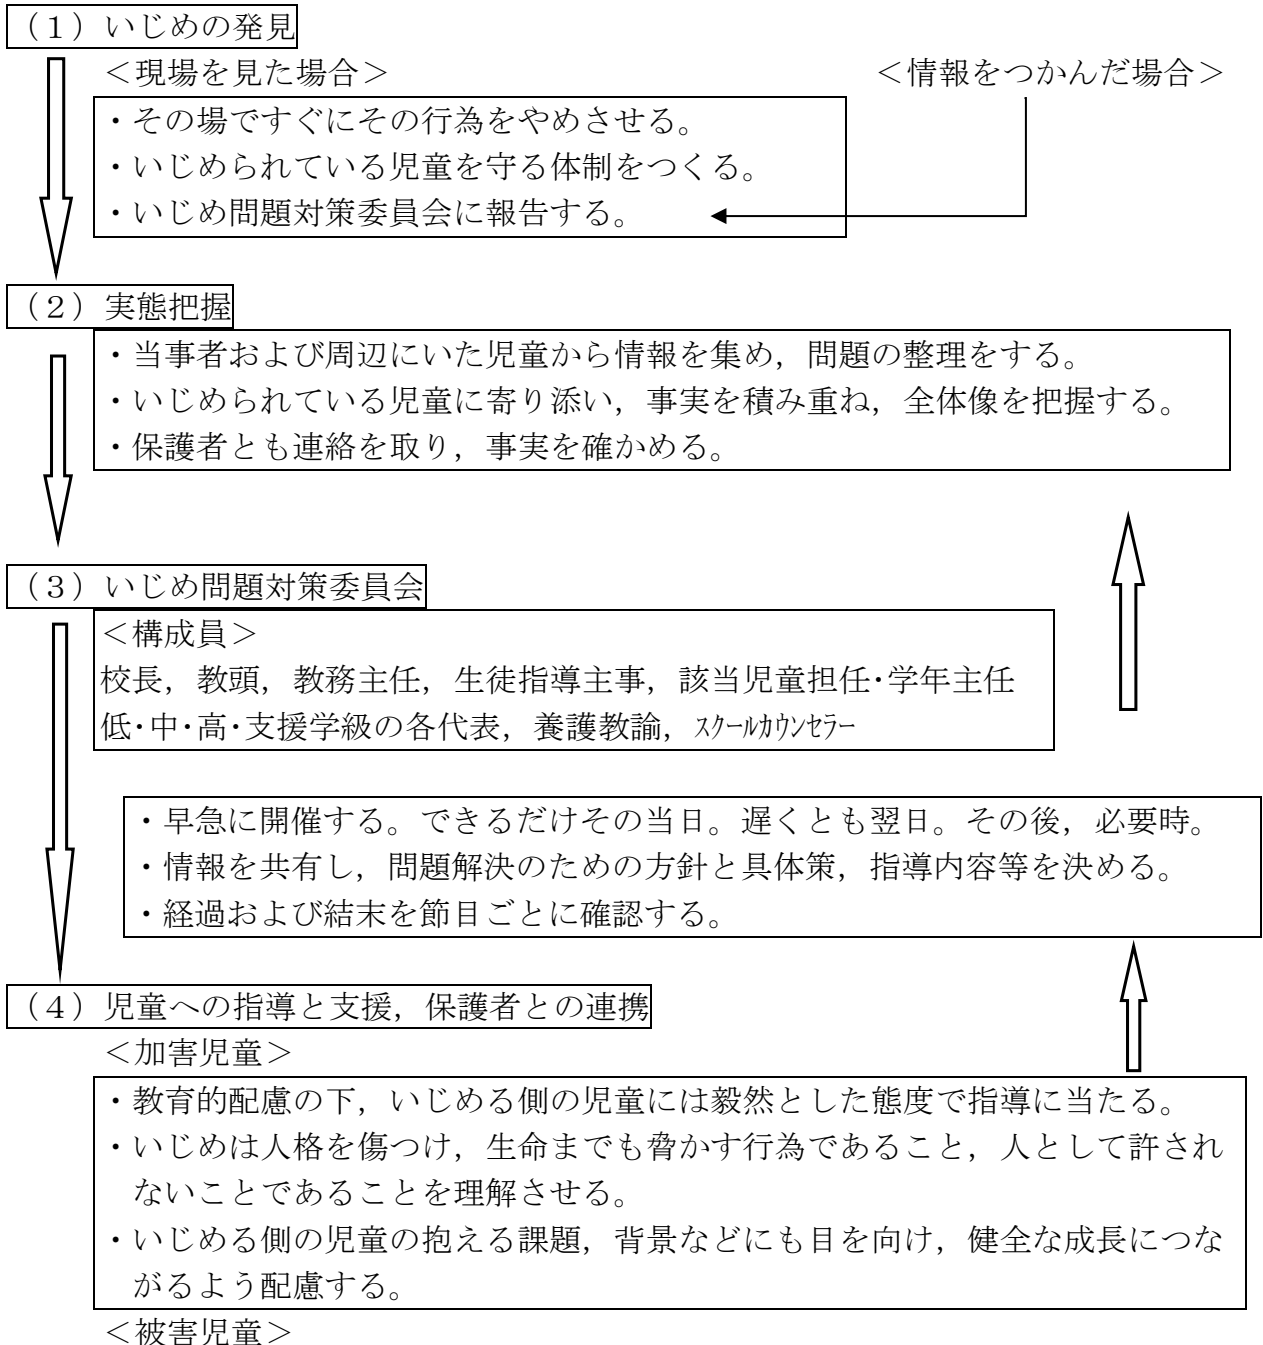 （１）いじめの発見
＜現場を見た場合＞
＜情報をつかんだ場合＞
・その場ですぐにその行為をやめさせる。
・いじめられている児童を守る体制をつくる。
・いじめ問題対策委員会に報告する。
（２）実態把握
・当事者および周辺にいた児童から情報を集め，問題の整理をする。
・いじめられている児童に寄り添い，事実を積み重ね，全体像を把握する。
・保護者とも連絡を取り，事実を確かめる。
（３）いじめ問題対策委員会
＜構成員＞
校長，教頭，教務主任，生徒指導主事，該当児童担任･学年主任
低･中･高･支援学級の各代表，養護教諭，ｽｸｰﾙｶｳﾝｾﾗｰ
・早急に開催する。できるだけその当日。遅くとも翌日。その後，必要時。
・情報を共有し，問題解決のための方針と具体策，指導内容等を決める。
・経過および結末を節目ごとに確認する。
（４）児童への指導と支援，保護者との連携
＜加害児童＞
・教育的配慮の下，いじめる側の児童には毅然とした態度で指導に当たる。
・いじめは人格を傷つけ，生命までも脅かす行為であること，人として許され
ないことであることを理解させる。
・いじめる側の児童の抱える課題，背景などにも目を向け，健全な成長につな
がるよう配慮する。
＜被害児童＞